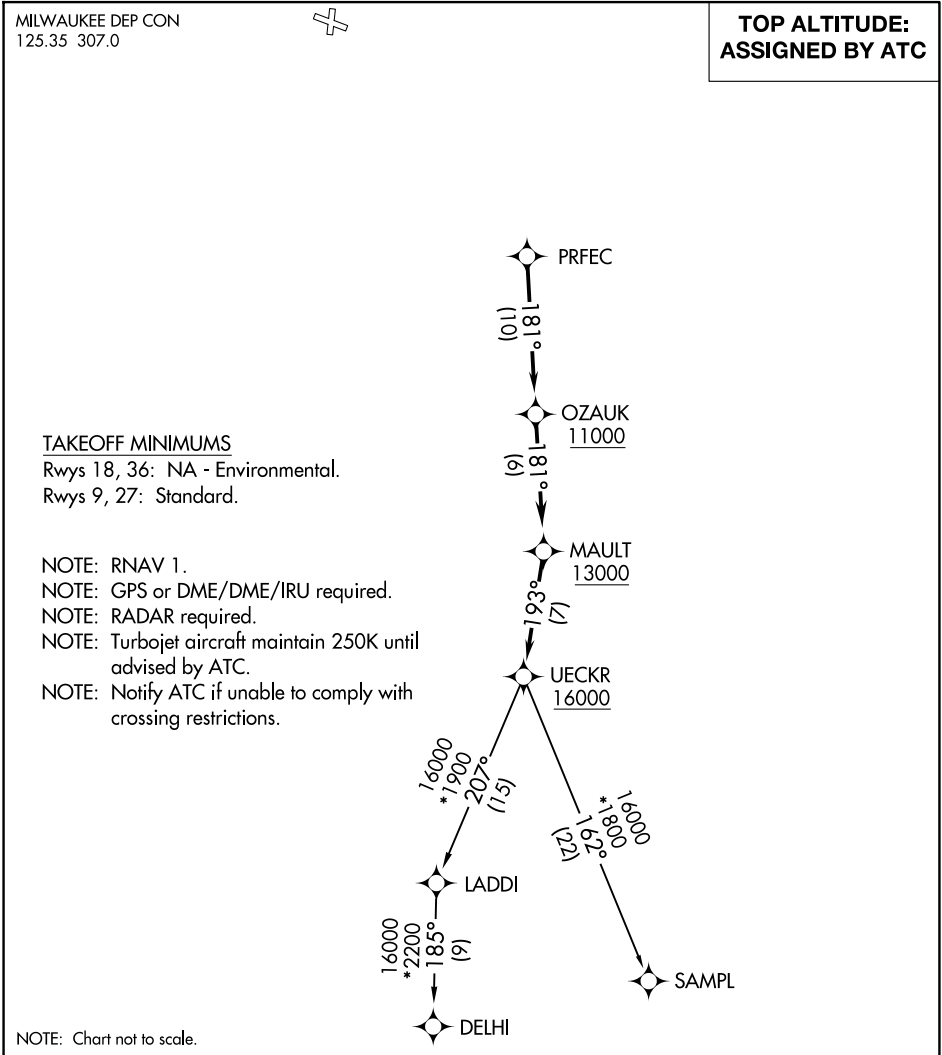 MILWAUKEE DEP CON
125.35 307.0
TOP ALTITUDE:
ASSIGNED BY ATC
PRFEC
181°
(10)
OZAUK
11000
181°
(9)
MAULT
13000
193°
(7)
UECKR
16000
TAKEOFF MINIMUMS
Rwys 18, 36: NA - Environmental.
Rwys 9, 27: Standard.
NOTE: RNAV 1.
NOTE: GPS or DME/DME/IRU required.
NOTE: RADAR required.
NOTE: Turbojet aircraft maintain 250K until
advised by ATC.
NOTE: Notify ATC if unable to comply with
crossing restrictions.
16000
*1900
207°
(15)
16000
*1800
162°
(22)
LADDI
16000
*2200
185°
(9)
SAMPL
DELHI
NOTE: Chart not to scale.